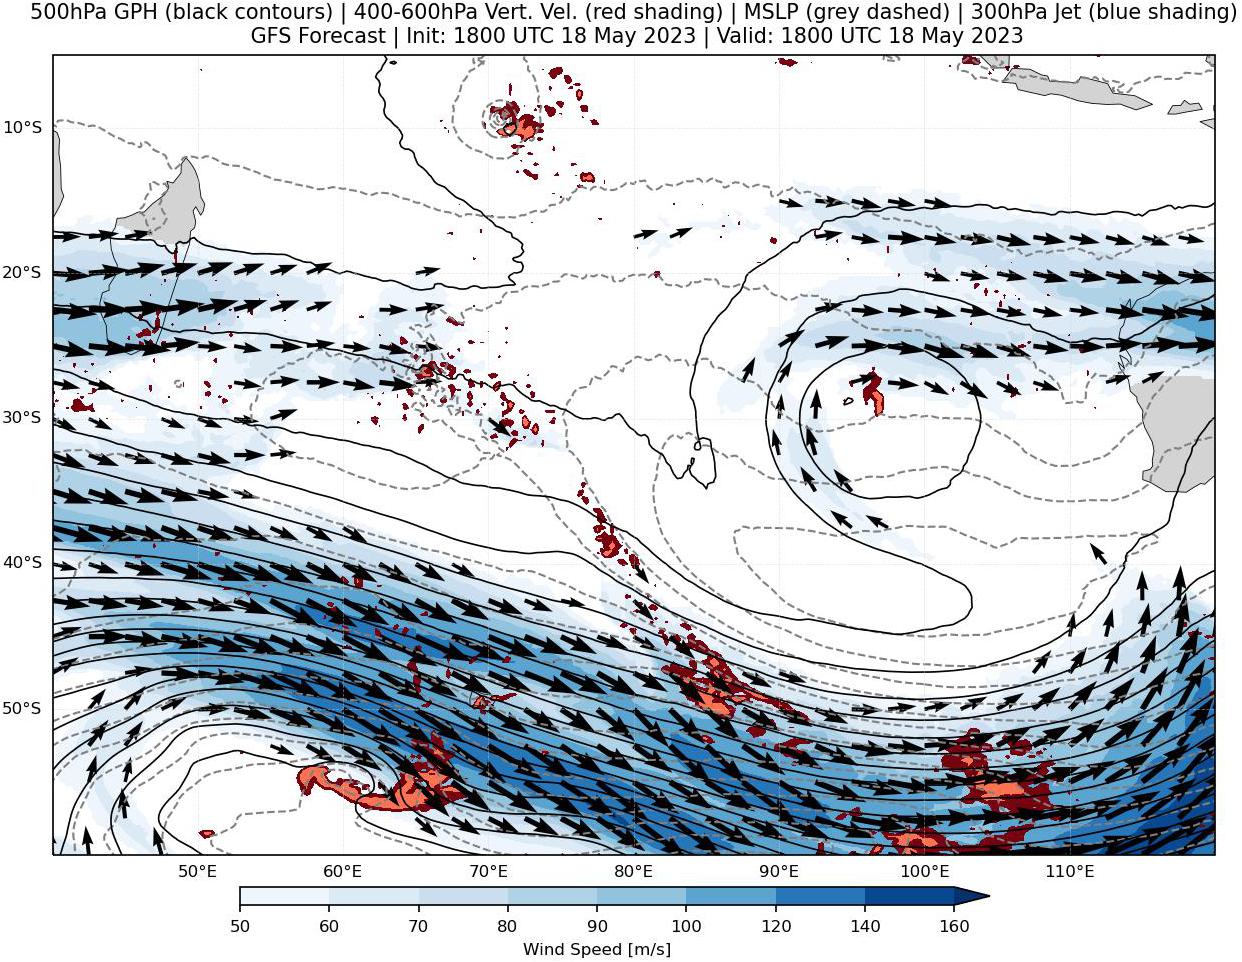 500hPa GPH (black contours) | 400-600hPa Vert. Vel. (red shading) | MSLP (grey dashed) | 300hPa Jet (blue shading)
GFS Forecast | Init: 1800 UTC 18 May 2023 | Valid: 1800 UTC 18 May 2023
10°S
20°S
30°S
40°S
50°S
50°E 60°E 70°E 80°E 90°E 100°E 110°E
50 60 70 80 90 100 120 140 160
Wind Speed [m/s]